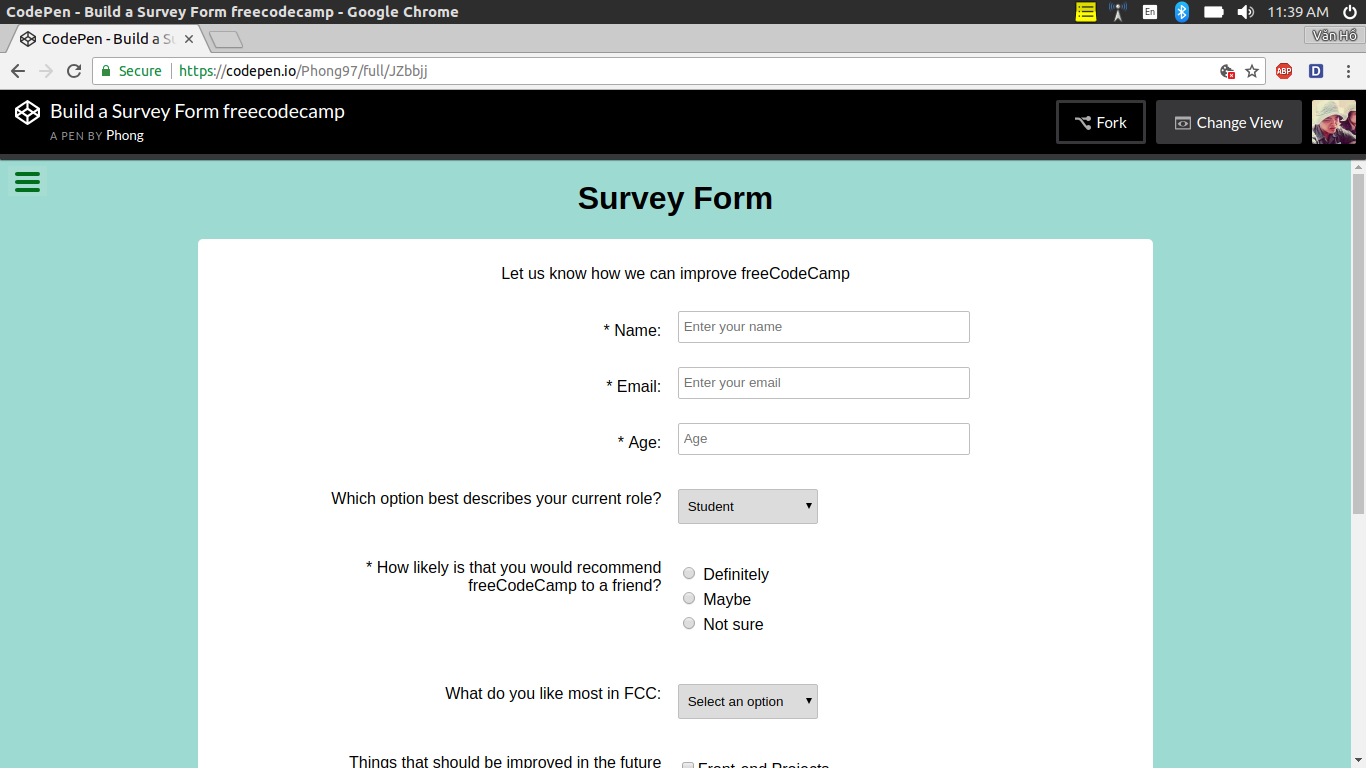 CodePen - Build a Survey Form freecodecamp - Google Chrome
En
11:39 AM
CodePen - Build a Su
Văn Hổ
Secure
https://codepen.io/Phong97/full/JZbbjj
ABP
D
Build a Survey Form freecodecamp
A PEN BY Phong
Fork
Change View
Survey Form
Let us know how we can improve freeCodeCamp
* Name:
Enter your name
* Email:
Enter your email
* Age:
Age
Which option best describes your current role?
Student
* How likely is that you would recommend
freeCodeCamp to a friend?
Definitely
Maybe
Not sure
What do you like most in FCC:
Select an option
Things that should be improved in the future
Front-end Projects